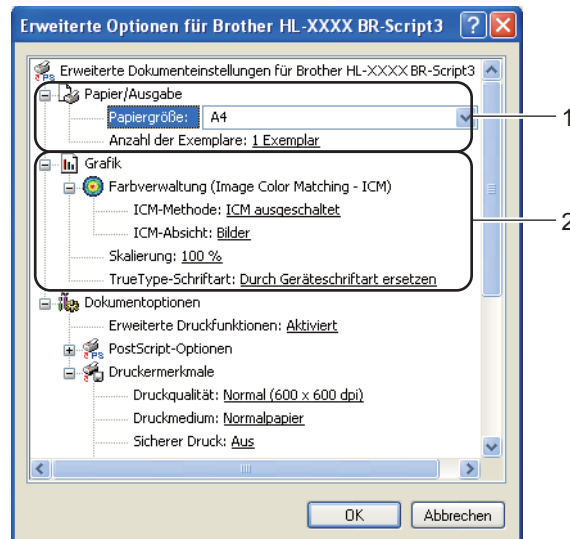 Erweiterte Optionen für Brother HL-XXXX BR-Script3
Erweiterte Dokumenteinstellungen für Brother HL-XXXX BR-Script3
Papier/Ausgabe
Papiergröße: A4
Anzahl der Exemplare: 1 Exemplar
1
Grafik
Farbverwaltung (Image Color Matching - ICM)
ICM-Methode: ICM ausgeschaltet
2
ICM-Absicht: Bilder
Skalierung: 100 %
TrueType-Schriftart: Durch Geräteschriftart ersetzen
Dokumentoptionen
Erweiterte Druckfunktionen: Aktiviert
PostScript-Optionen
Druckermerkmale
Druckqualität: Normal (600 x 600 dpi)
Druckmedium: Normalpapier
Sicherer Druck: Aus
OK
Abbrechen